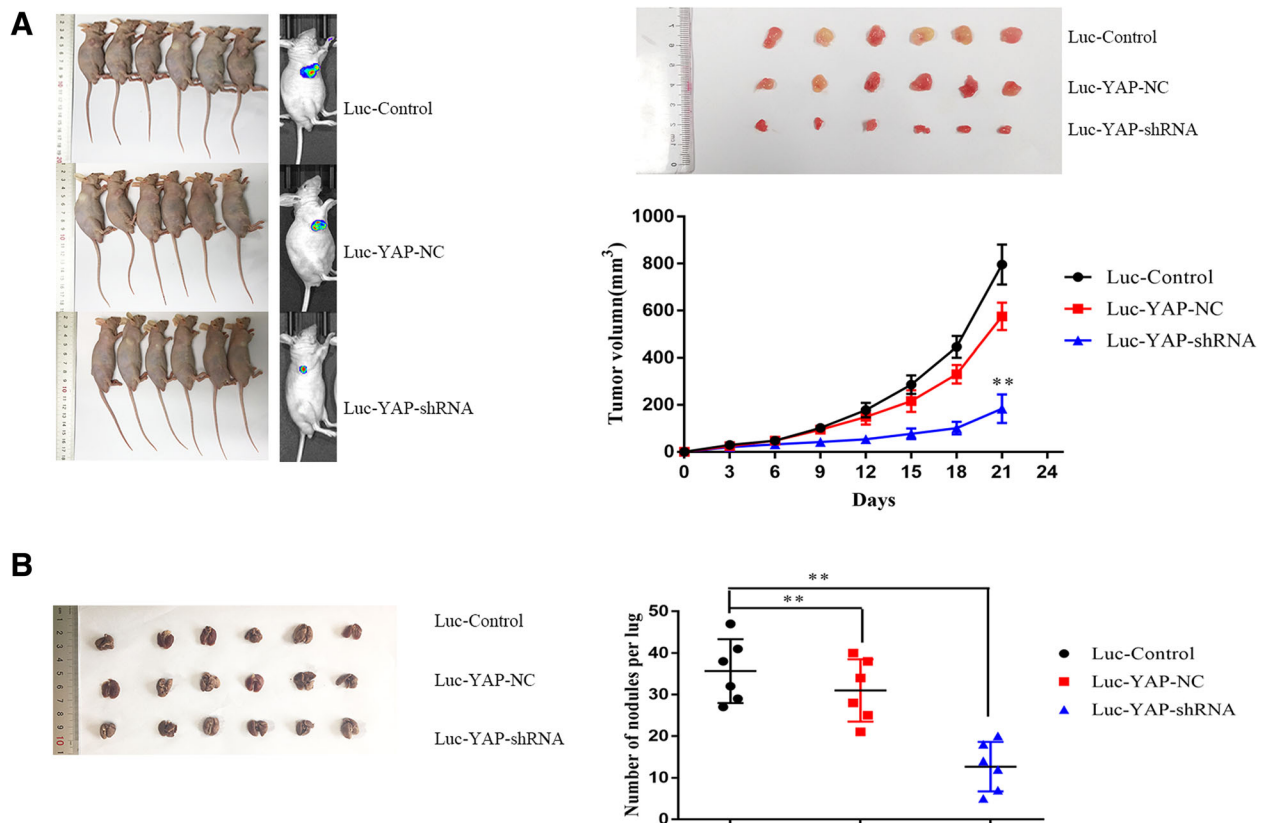 A
Luc-Control
Luc-YAP-NC
Luc-YAP-shRNA
Luc-Control
Luc-YAP-NC
Luc-YAP-shRNA
Tumor volumn(mm³)
1000
800
600
400
200
0
0 3 6 9 12 15 18 21 24
Days
**
Luc-Control
Luc-YAP-NC
Luc-YAP-shRNA
B
Luc-Control
Luc-YAP-NC
Luc-YAP-shRNA
Number of nodules per lug
50
40
30
20
10
0
**
**
Luc-Control
Luc-YAP-NC
Luc-YAP-shRNA